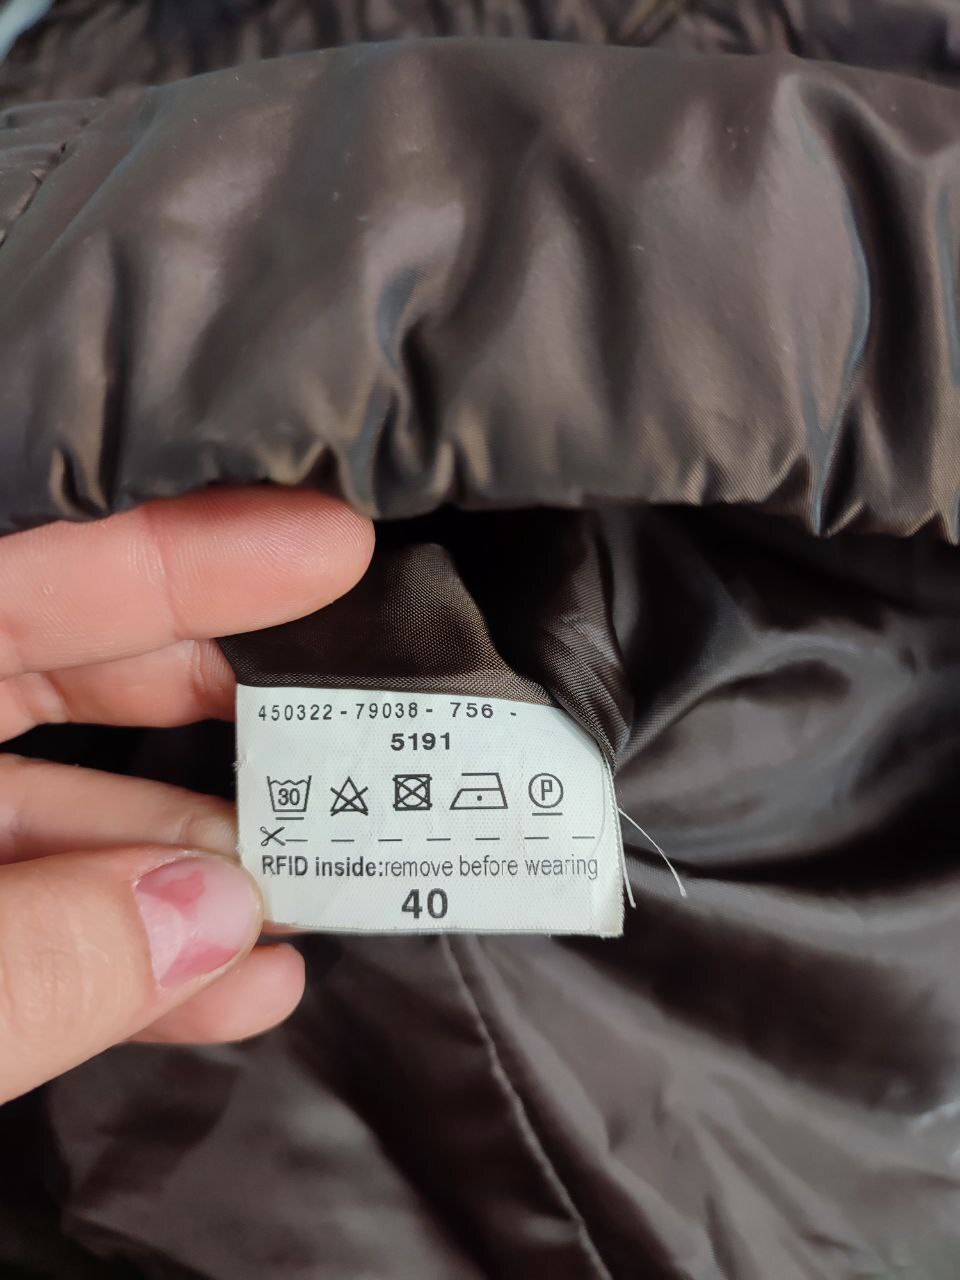 450322 - 79038 - 756 -
5191
30
P
RFID inside:remove before wearing
40